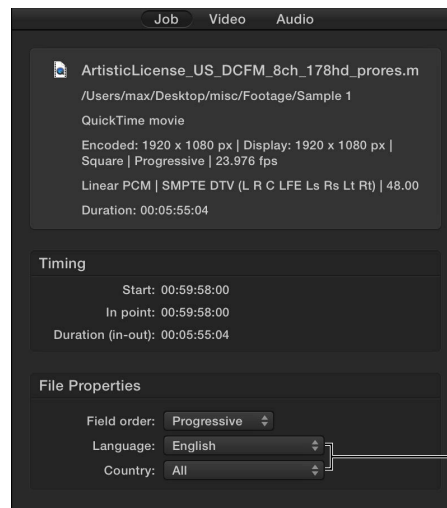 Job Video Audio
ArtisticLicense_US_DCFM_8ch_178hd_prores.m
/Users/max/Desktop/misc/Footage/Sample 1
QuickTime movie
Encoded: 1920 x 1080 px | Display: 1920 x 1080 px |
Square | Progressive | 23.976 fps
Linear PCM | SMPTE DTV (L R C LFE Ls Rs Lt Rt) | 48.00
Duration: 00:05:55:04
Timing
Start: 00:59:58:00
In point: 00:59:58:00
Duration (in-out): 00:05:55:04
File Properties
Field order: Progressive
Language: English
Country: All